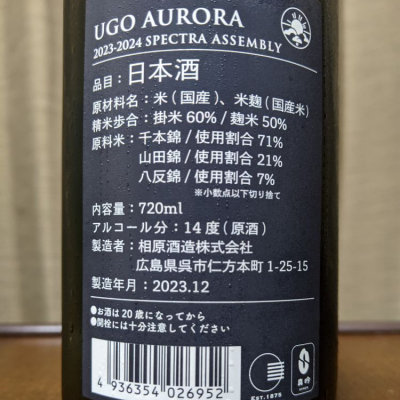 UGO AURORA
2023-2024 SPECTRA ASSEMBLY
品目：日本酒
原材料名：米(国産)、米麹(国産米)
精米歩合：掛米 60% / 麹米 50%
原料米：千本錦 / 使用割合 71%
山田錦 / 使用割合 21%
八反錦 / 使用割合 7%
※小数点以下切り捨て
内容量：720ml
アルコール分：14度(原酒)
製造者：相原酒造株式会社
広島県呉市仁方本町 1-25-15
製造年月：2023.12
●お酒は20歳になってから
●開栓には十分注意してください
4 936354 026952
EST.1875
真吟